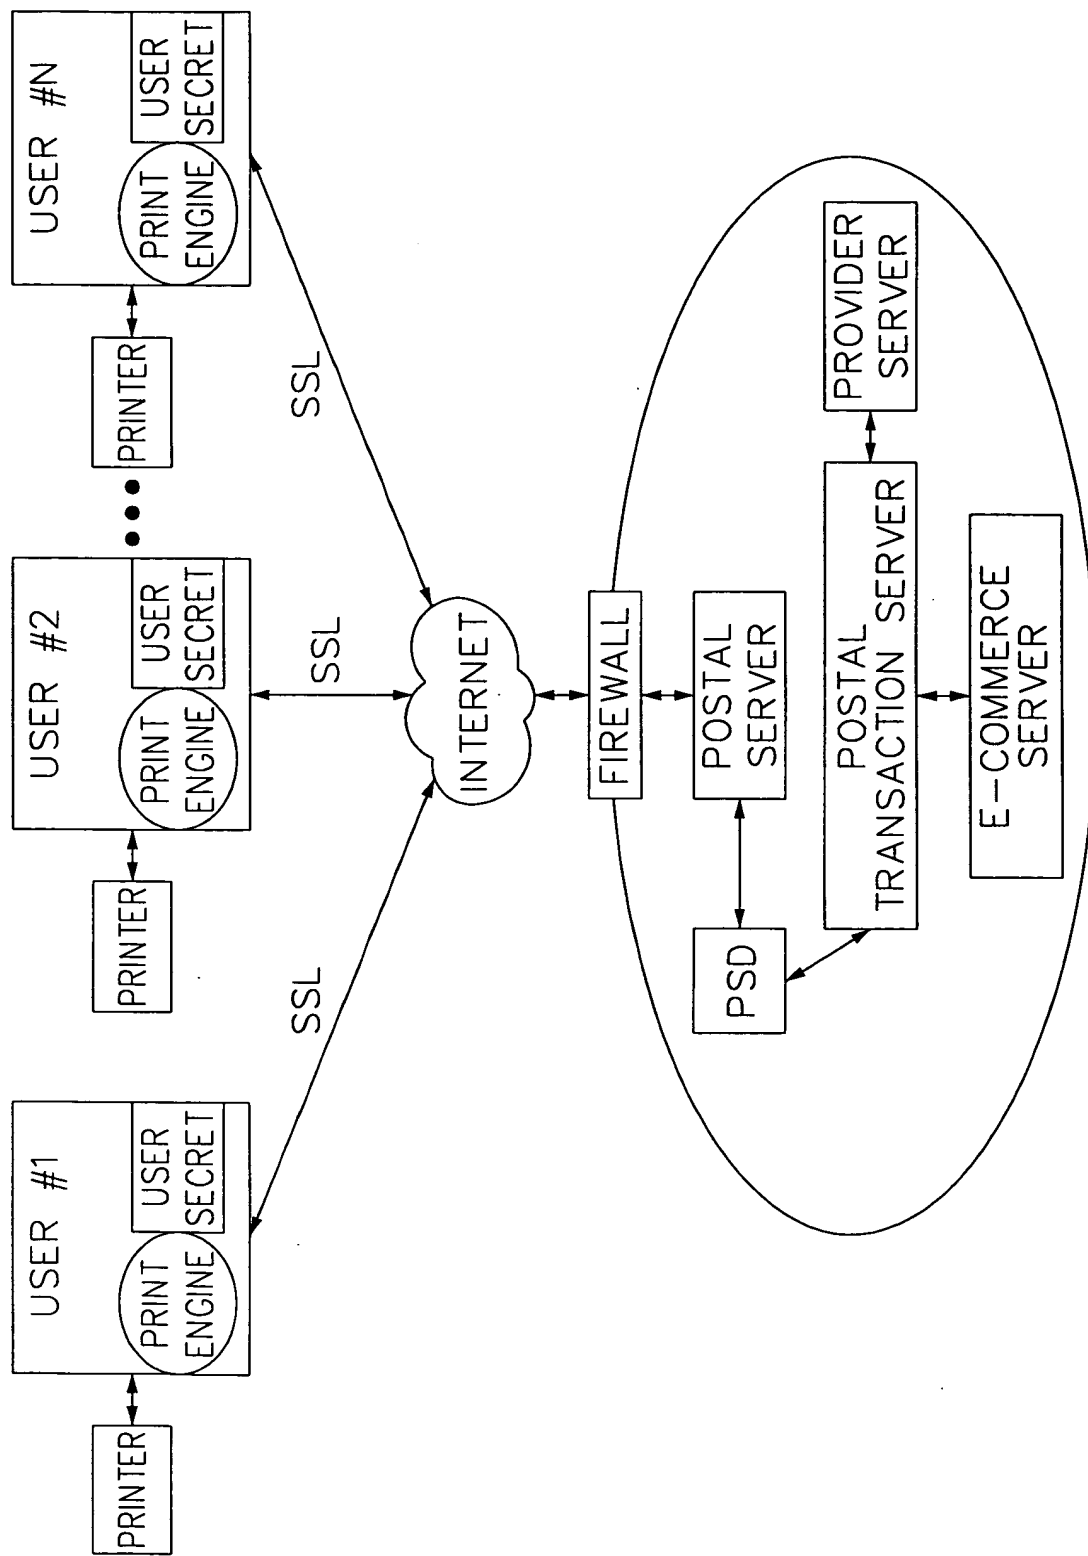 USER #1
PRINT
ENGINE
USER
SECRET
PRINTER
USER #2
PRINT
ENGINE
USER
SECRET
PRINTER
USER #N
PRINT
ENGINE
USER
SECRET
PRINTER
SSL
SSL
SSL
INTERNET
FIREWALL
POSTAL
SERVER
PSD
POSTAL
TRANSACTION SERVER
PROVIDER
SERVER
E-COMMERCE
SERVER